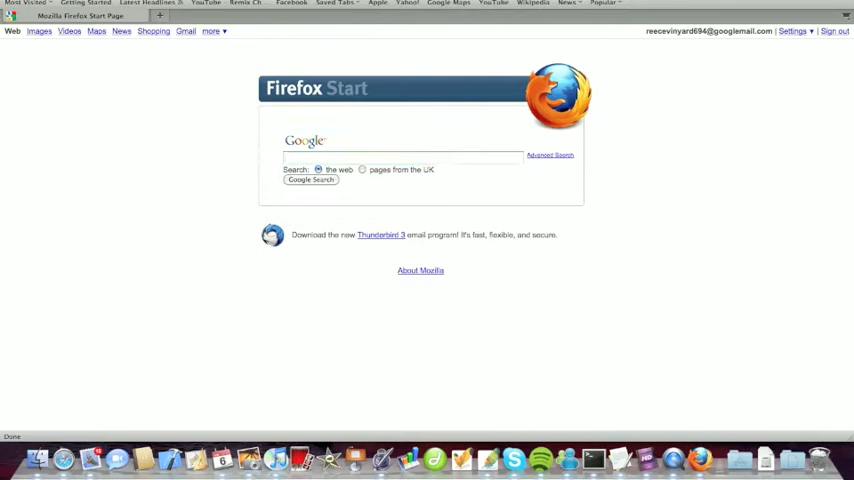 Most Visited Getting Started Latest Headlines YouTube - Remix Ch... Facebook Saved Tabs Apple Yahoo! Google Maps YouTube Wikipedia News Popular
Mozilla Firefox Start Page
Web Images Videos Maps News Shopping Gmail more ▼ reecevinyard694@googlemail.com | Settings ▼ | Sign out
Firefox Start
Google
Advanced Search
Search: the web pages from the UK
Google Search
Download the new Thunderbird 3 email program! It's fast, flexible, and secure.
About Mozilla
Done
6
HD